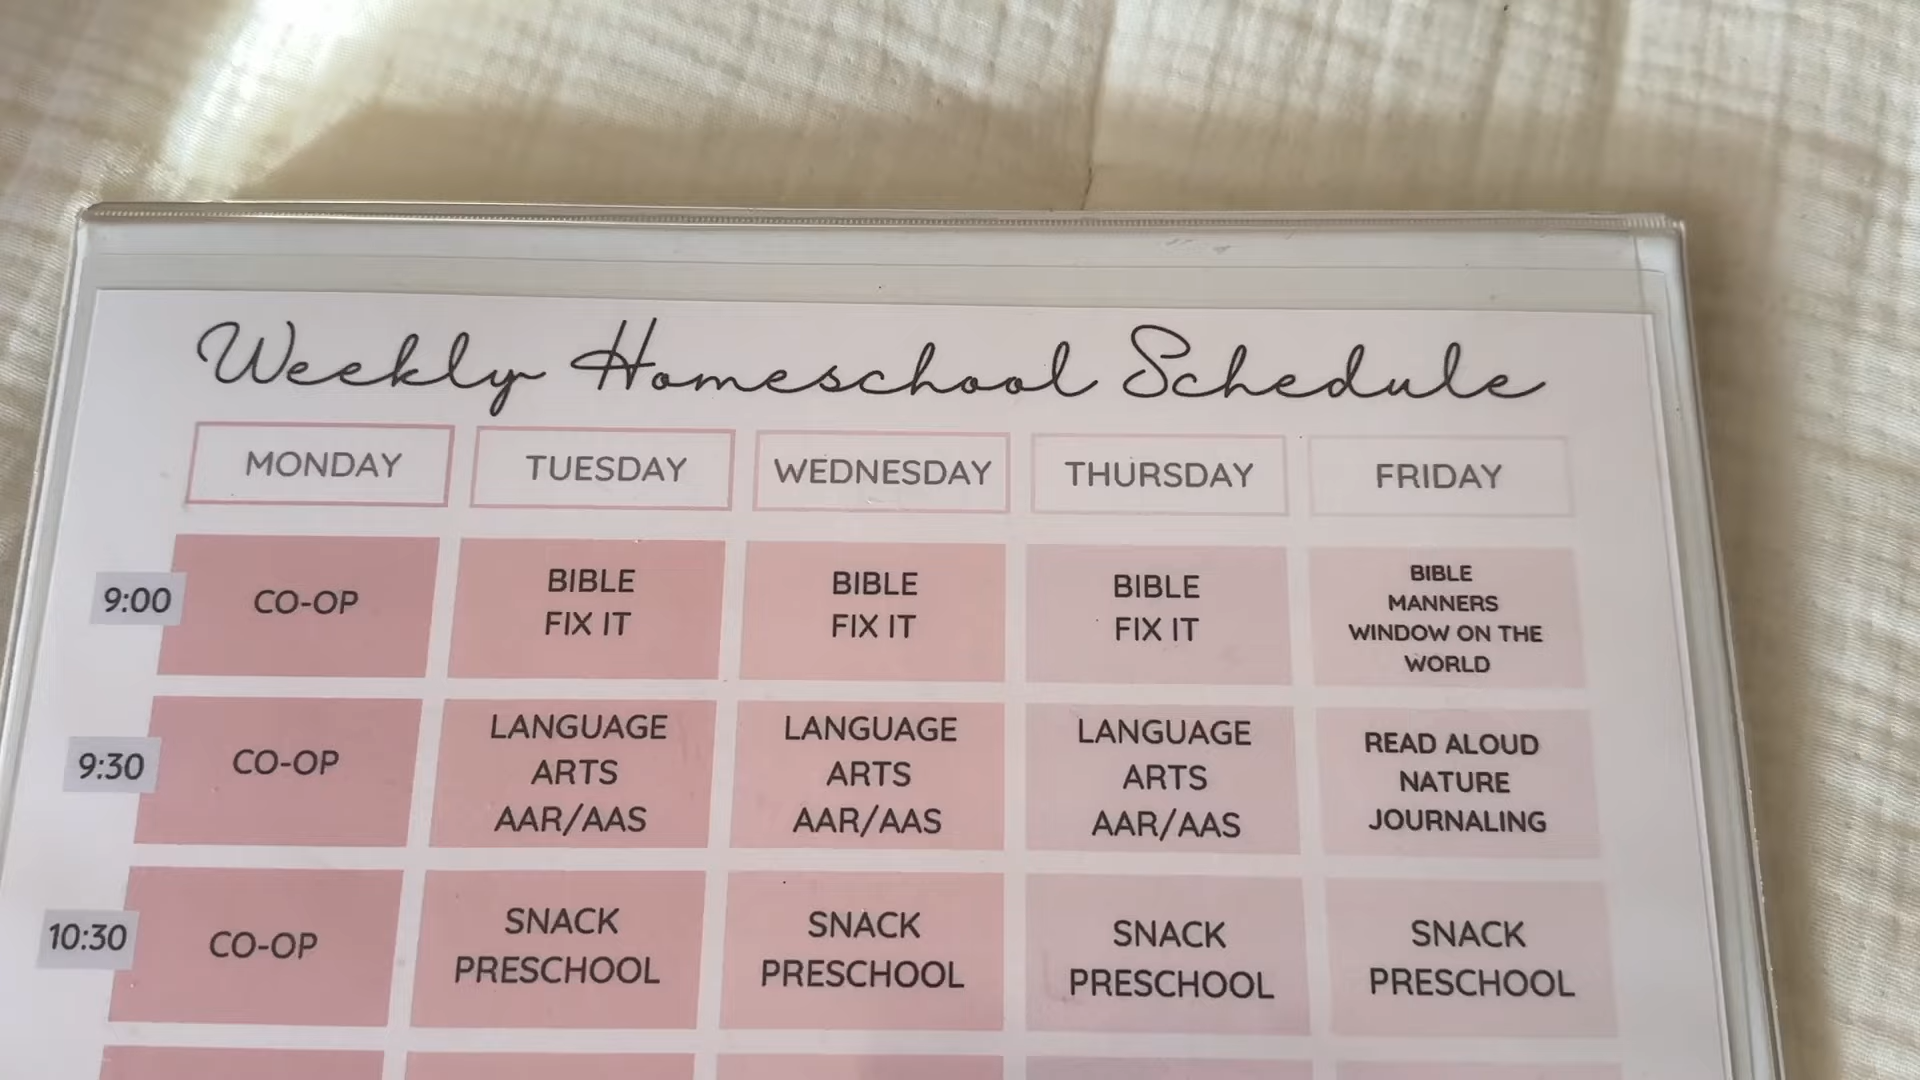 Weekly Homeschool Schedule
MONDAY TUESDAY WEDNESDAY THURSDAY FRIDAY
9:00
CO-OP
BIBLE
FIX IT
BIBLE
FIX IT
BIBLE
FIX IT
BIBLE
MANNERS
WINDOW ON THE
WORLD
9:30
CO-OP
LANGUAGE
ARTS
AAR/AAS
LANGUAGE
ARTS
AAR/AAS
LANGUAGE
ARTS
AAR/AAS
READ ALOUD
NATURE
JOURNALING
10:30
CO-OP
SNACK
PRESCHOOL
SNACK
PRESCHOOL
SNACK
PRESCHOOL
SNACK
PRESCHOOL